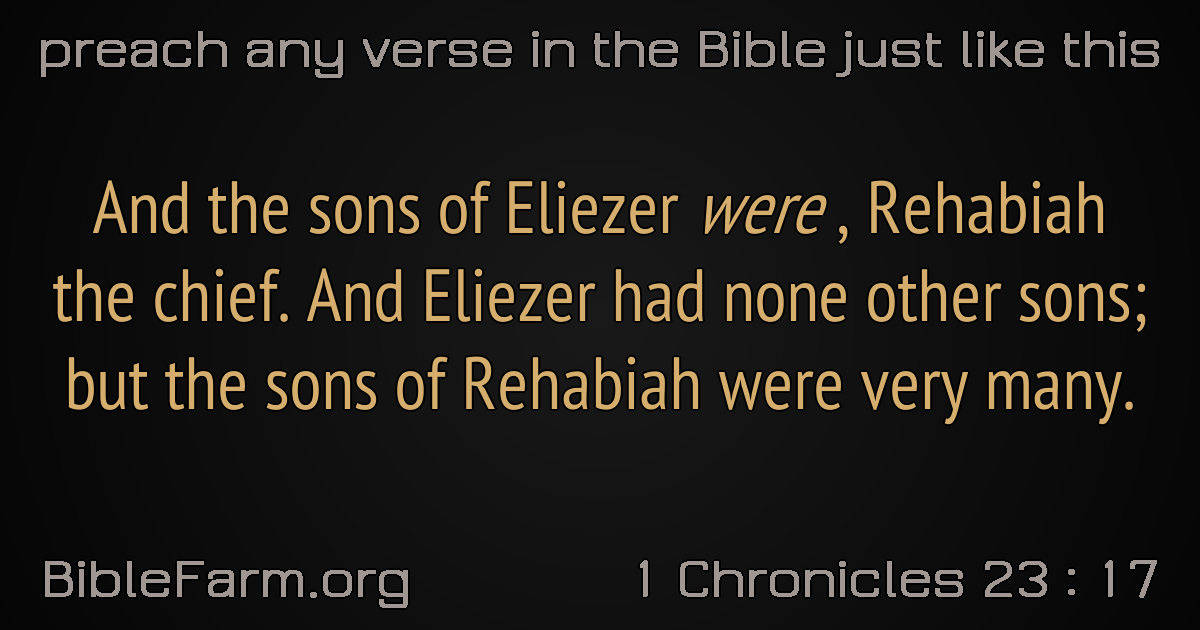 preach any verse in the Bible just like this
And the sons of Eliezer were , Rehabiah
the chief. And Eliezer had none other sons;
but the sons of Rehabiah were very many.
BibleFarm.org
1 Chronicles 23 : 17